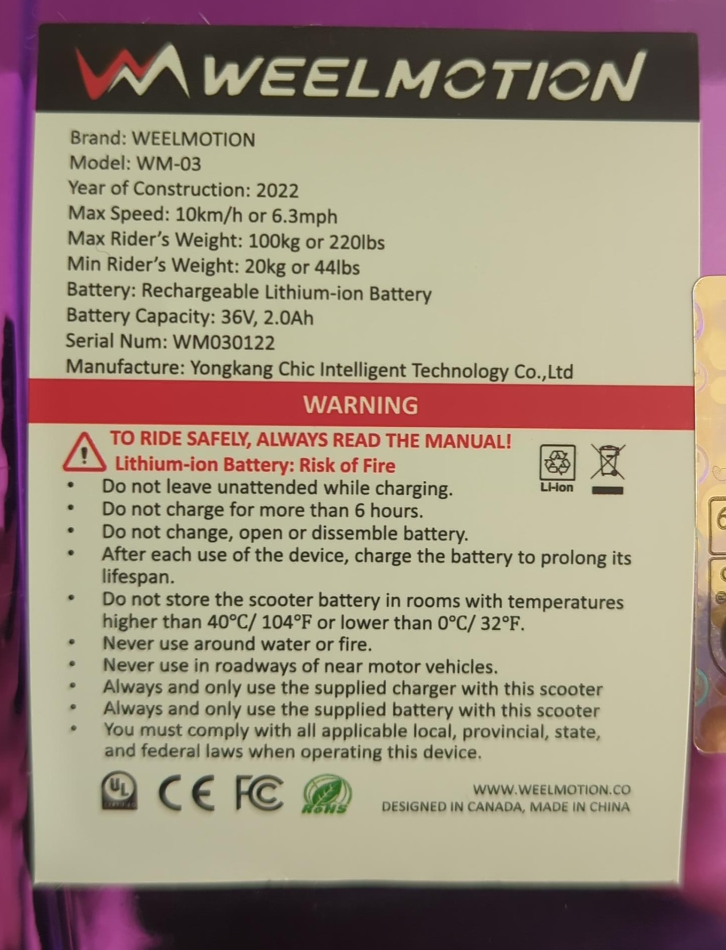 WEELMOTION
Brand: WEELMOTION
Model: WM-03
Year of Construction: 2022
Max Speed: 10km/h or 6.3mph
Max Rider's Weight: 100kg or 220lbs
Min Rider's Weight: 20kg or 44lbs
Battery: Rechargeable Lithium-ion Battery
Battery Capacity: 36V, 2.0Ah
Serial Num: WM030122
Manufacture: Yongkang Chic Intelligent Technology Co.,Ltd
WARNING
TO RIDE SAFELY, ALWAYS READ THE MANUAL!
Lithium-ion Battery: Risk of Fire
Li-ion
• Do not leave unattended while charging.
• Do not charge for more than 6 hours.
• Do not change, open or dissemble battery.
• After each use of the device, charge the battery to prolong its
lifespan.
• Do not store the scooter battery in rooms with temperatures
higher than 40°C/ 104°F or lower than 0°C/ 32°F.
• Never use around water or fire.
• Never use in roadways of near motor vehicles.
• Always and only use the supplied charger with this scooter
• Always and only use the supplied battery with this scooter
• You must comply with all applicable local, provincial, state,
and federal laws when operating this device.
UL CE FC RoHS
WWW.WEELMOTION.CO
DESIGNED IN CANADA, MADE IN CHINA